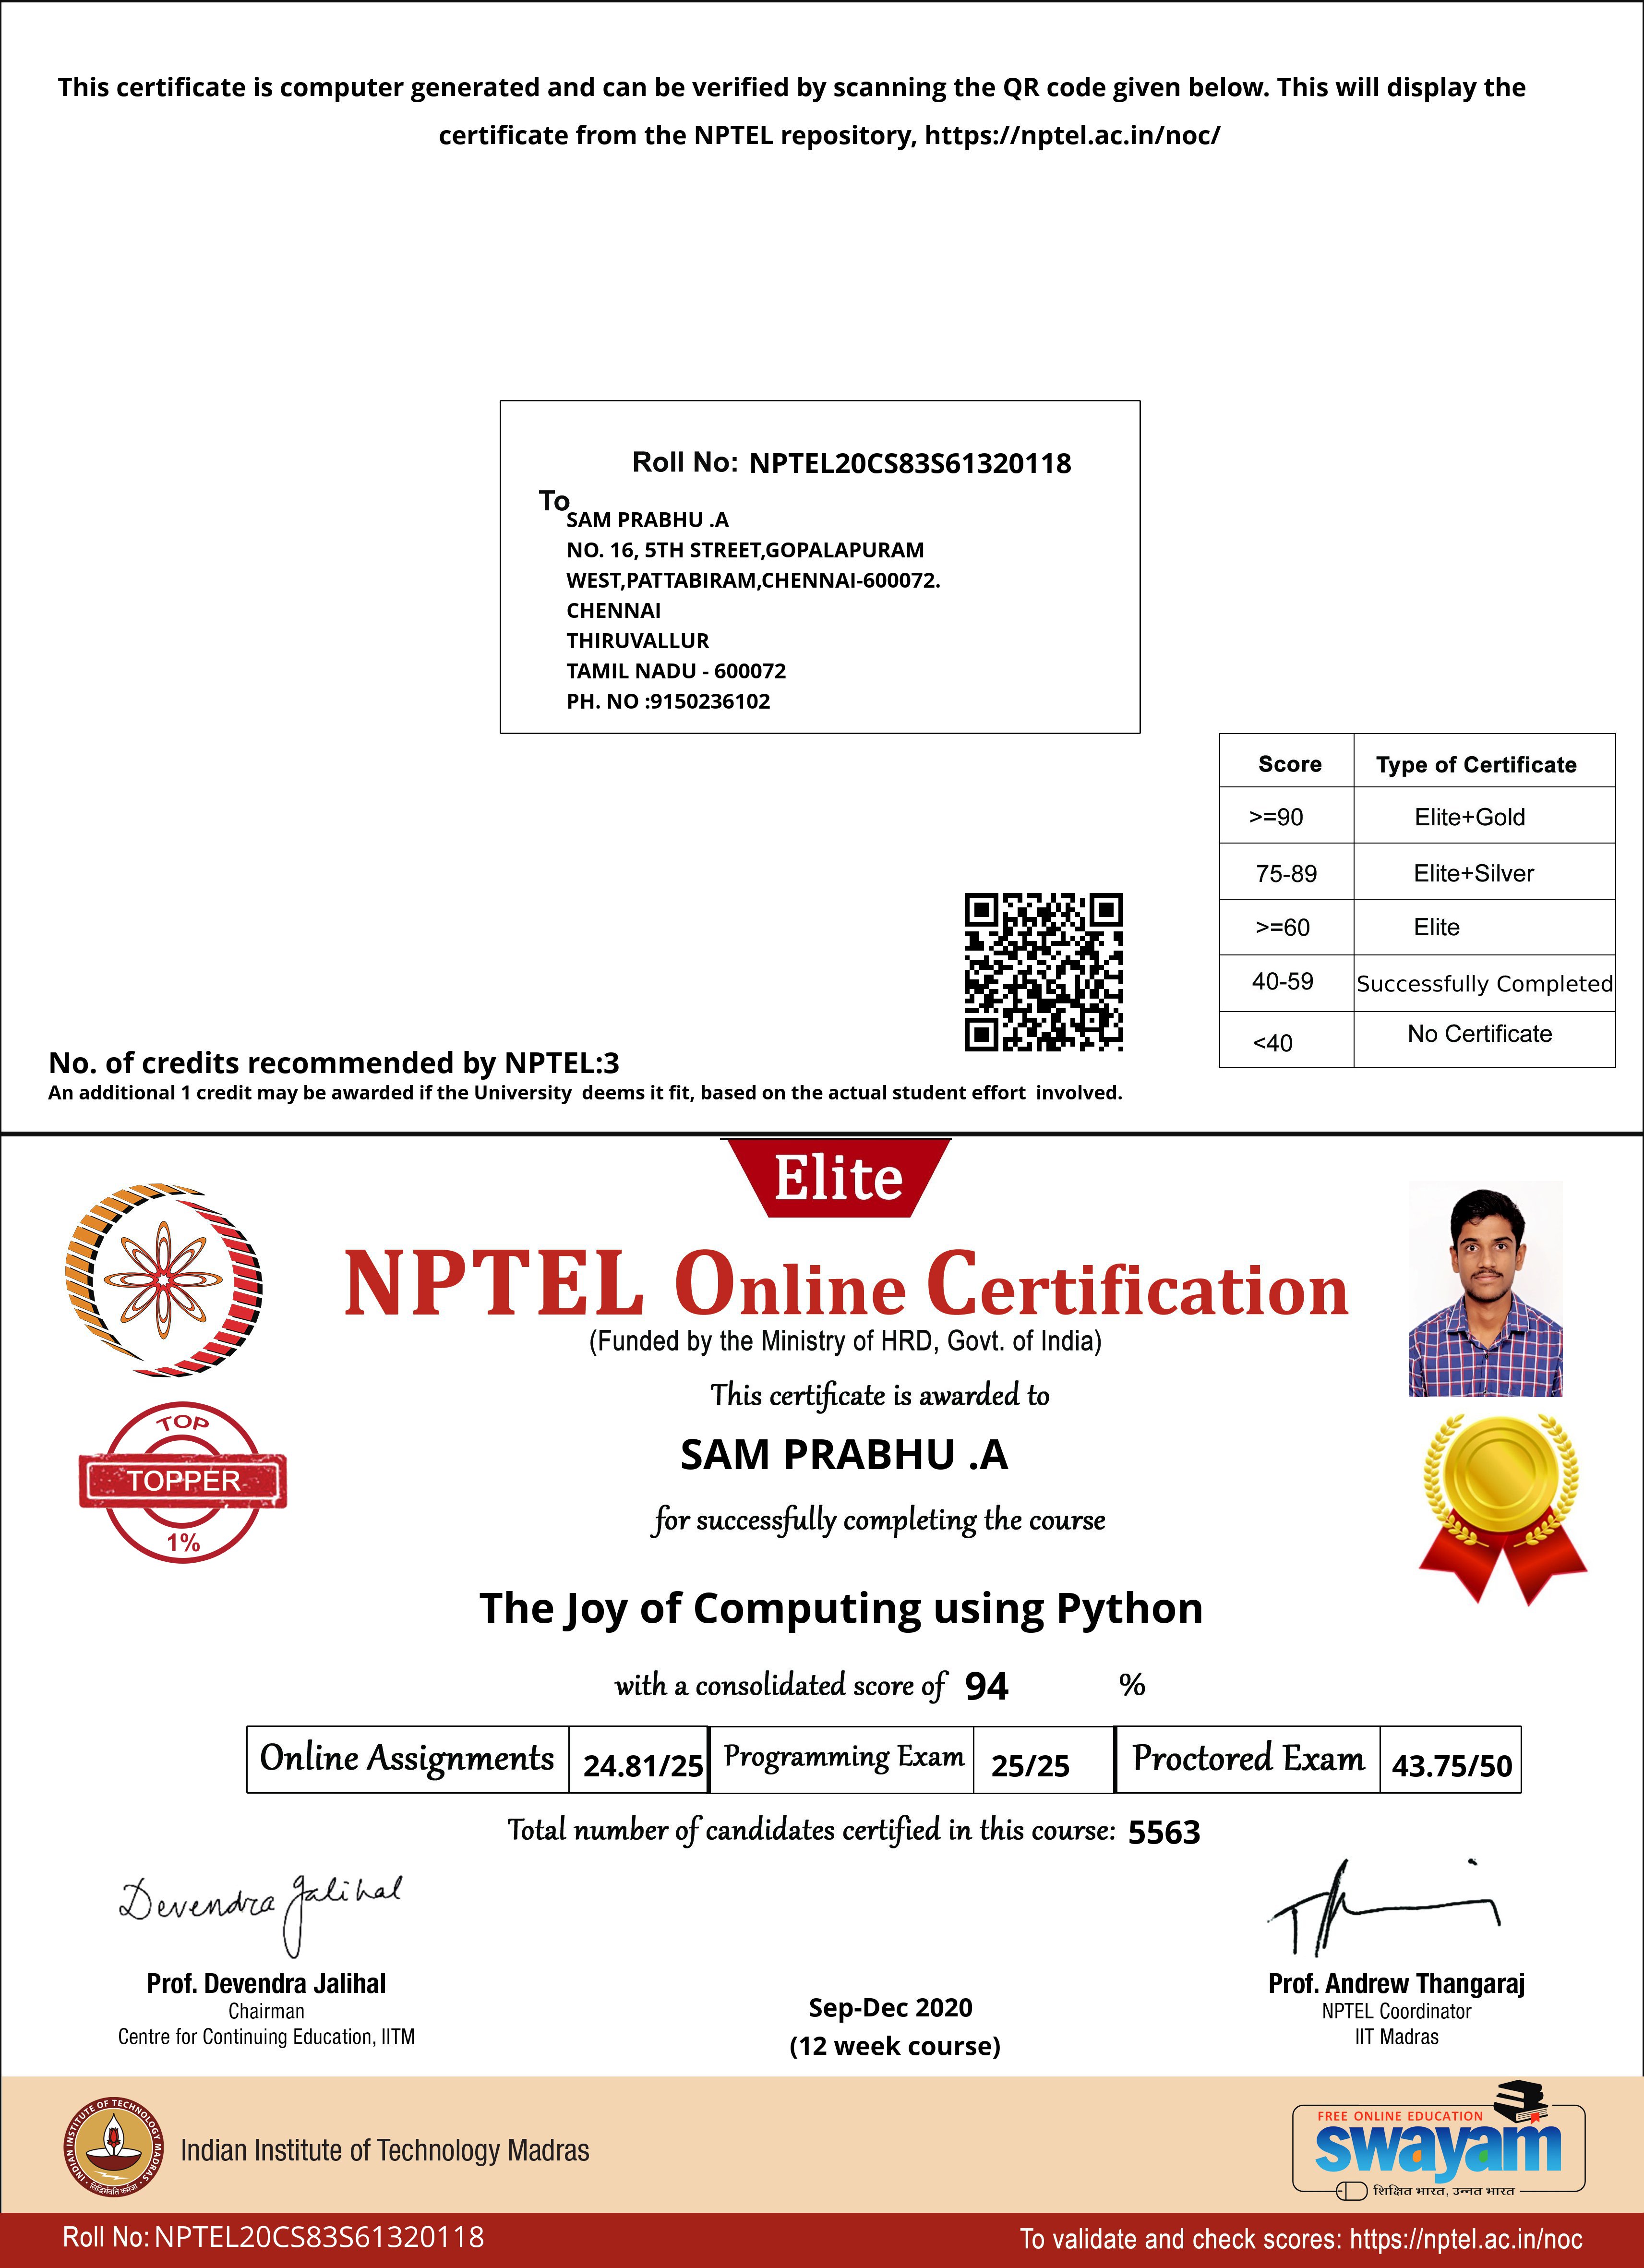 This certificate is computer generated and can be verified by scanning the QR code given below. This will display the
certificate from the NPTEL repository, https://nptel.ac.in/noc/
Roll No: NPTEL20CS83S61320118
To
SAM PRABHU .A
NO. 16, 5TH STREET,GOPALAPURAM
WEST,PATTABIRAM,CHENNAI-600072.
CHENNAI
THIRUVALLUR
TAMIL NADU - 600072
PH. NO :9150236102
Score Type of Certificate
>=90 Elite+Gold
75-89 Elite+Silver
>=60 Elite
40-59 Successfully Completed
<40 No Certificate
No. of credits recommended by NPTEL:3
An additional 1 credit may be awarded if the University deems it fit, based on the actual student effort involved.
Elite
NPTEL Online Certification
(Funded by the Ministry of HRD, Govt. of India)
This certificate is awarded to
SAM PRABHU .A
TOP
TOPPER
1%
for successfully completing the course
The Joy of Computing using Python
with a consolidated score of 94 %
Online Assignments 24.81/25 Programming Exam 25/25 Proctored Exam 43.75/50
Total number of candidates certified in this course: 5563
Devendra Jalihal
Prof. Devendra Jalihal
Chairman
Centre for Continuing Education, IITM
Sep-Dec 2020
(12 week course)
Prof. Andrew Thangaraj
NPTEL Coordinator
IIT Madras
INDIAN INSTITUTE OF TECHNOLOGY MADRAS
सिद्धिर्भवति कर्मजा
Indian Institute of Technology Madras
FREE ONLINE EDUCATION
swayam
शिक्षित भारत, उन्नत भारत
Roll No: NPTEL20CS83S61320118
To validate and check scores: https://nptel.ac.in/noc